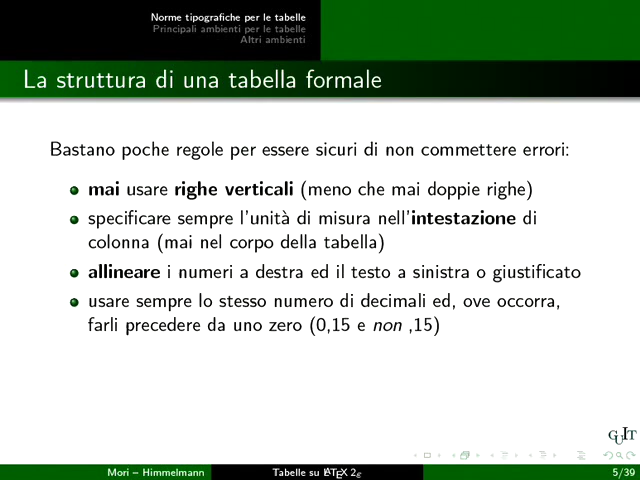 Norme tipografiche per le tabelle
Principali ambienti per le tabelle
Altri ambienti
La struttura di una tabella formale
Bastano poche regole per essere sicuri di non commettere errori:
mai usare righe verticali (meno che mai doppie righe)
specificare sempre l'unità di misura nell'intestazione di
colonna (mai nel corpo della tabella)
allineare i numeri a destra ed il testo a sinistra o giustificato
usare sempre lo stesso numero di decimali ed, ove occorra,
farli precedere da uno zero (0,15 e non ,15)
GUIT
Mori – Himmelmann
Tabelle su LATEX 2ε
5/39